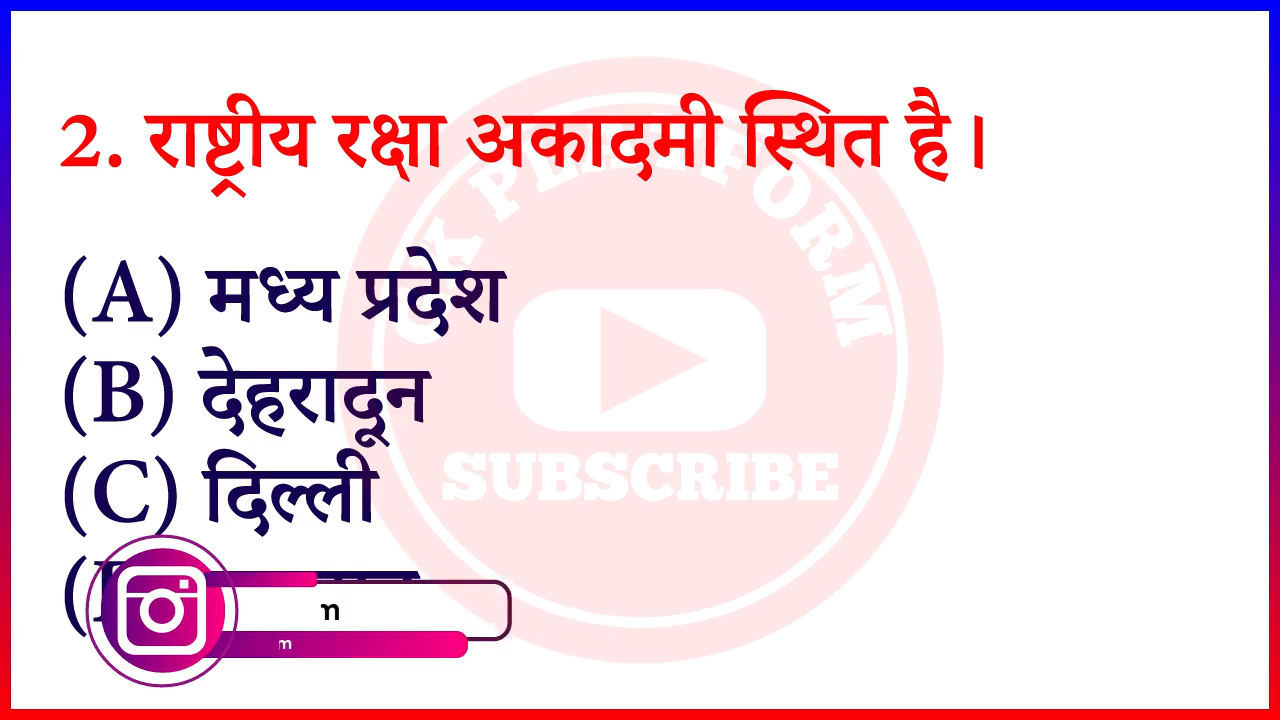 2. राष्ट्रीय रक्षा अकादमी स्थित है।
(A) मध्य प्रदेश
(B) देहरादून
(C) दिल्ली
SUBSCRIBE